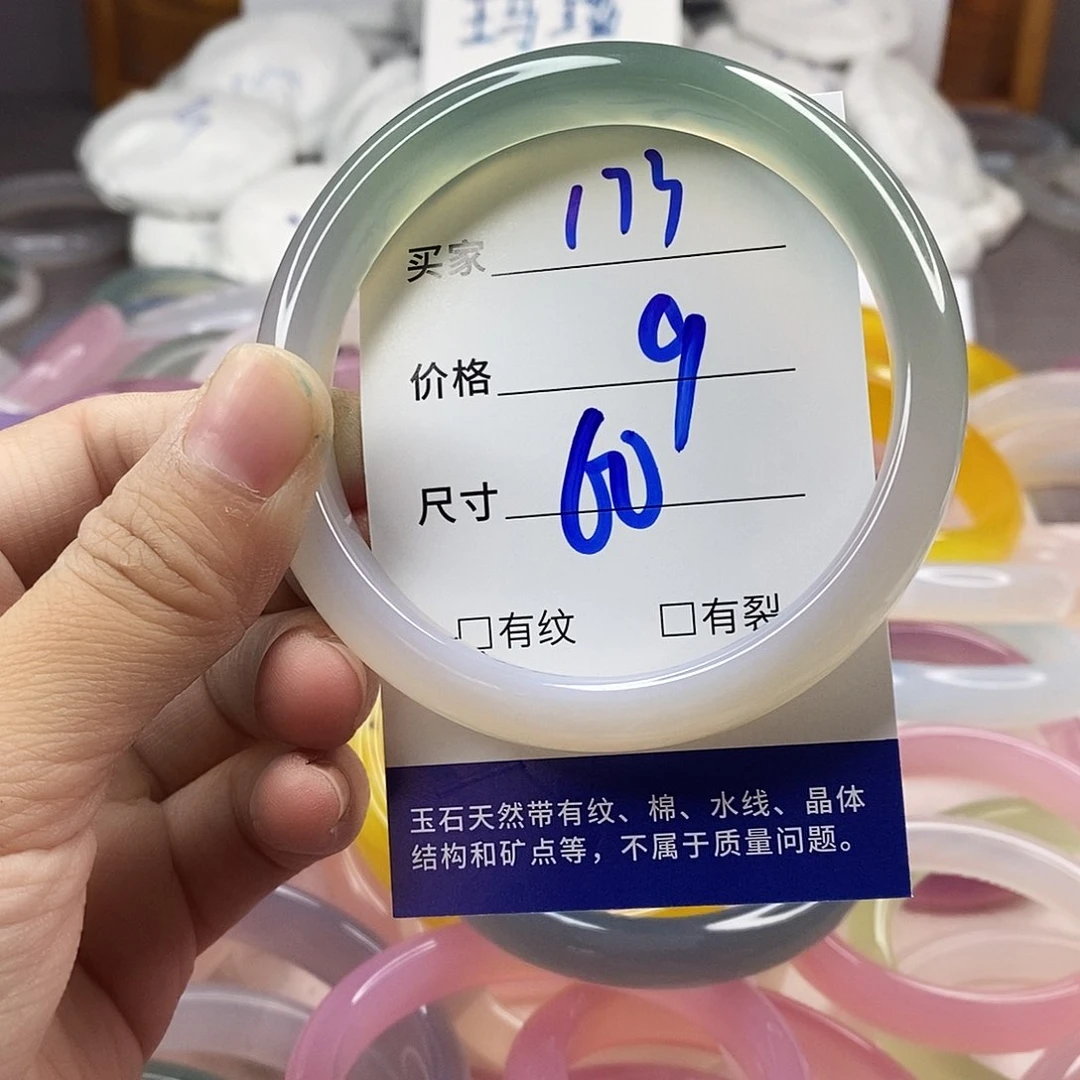 玛瑙
买家 173
价格 9
尺寸 60
□有纹 □有裂
玉石天然带有纹、棉、水线、晶体
结构和矿点等，不属于质量问题。